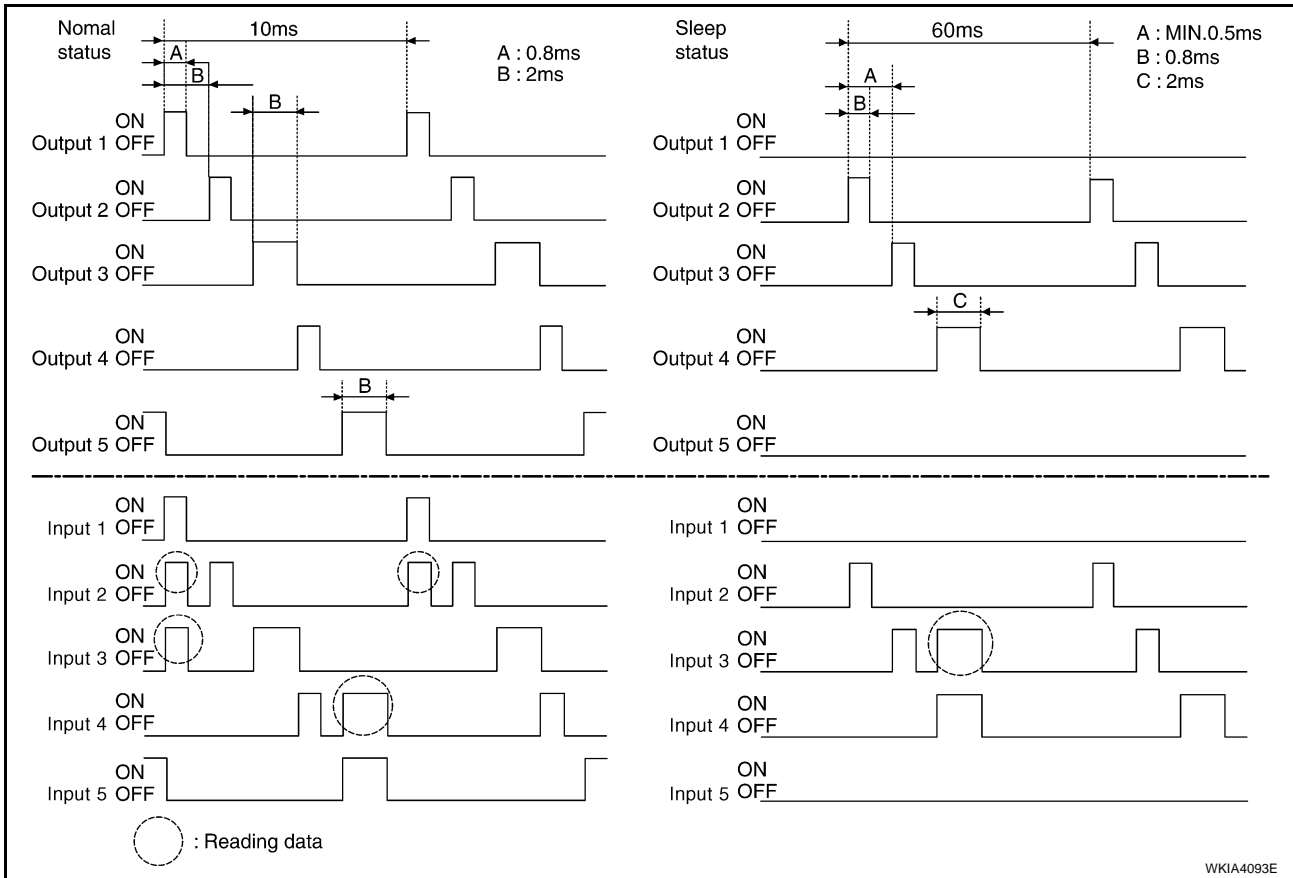 Nomal
status
10ms
A
B
B
A : 0.8ms
B : 2ms
ON
Output 1 OFF
ON
Output 2 OFF
ON
Output 3 OFF
ON
Output 4 OFF
B
ON
Output 5 OFF
Sleep
status
60ms
A
B
A : MIN.0.5ms
B : 0.8ms
C : 2ms
ON
Output 1 OFF
ON
Output 2 OFF
ON
Output 3 OFF
C
ON
Output 4 OFF
ON
Output 5 OFF
ON
Input 1 OFF
ON
Input 2 OFF
ON
Input 3 OFF
ON
Input 4 OFF
ON
Input 5 OFF
: Reading data
ON
Input 1 OFF
ON
Input 2 OFF
ON
Input 3 OFF
ON
Input 4 OFF
ON
Input 5 OFF
WKIA4093E